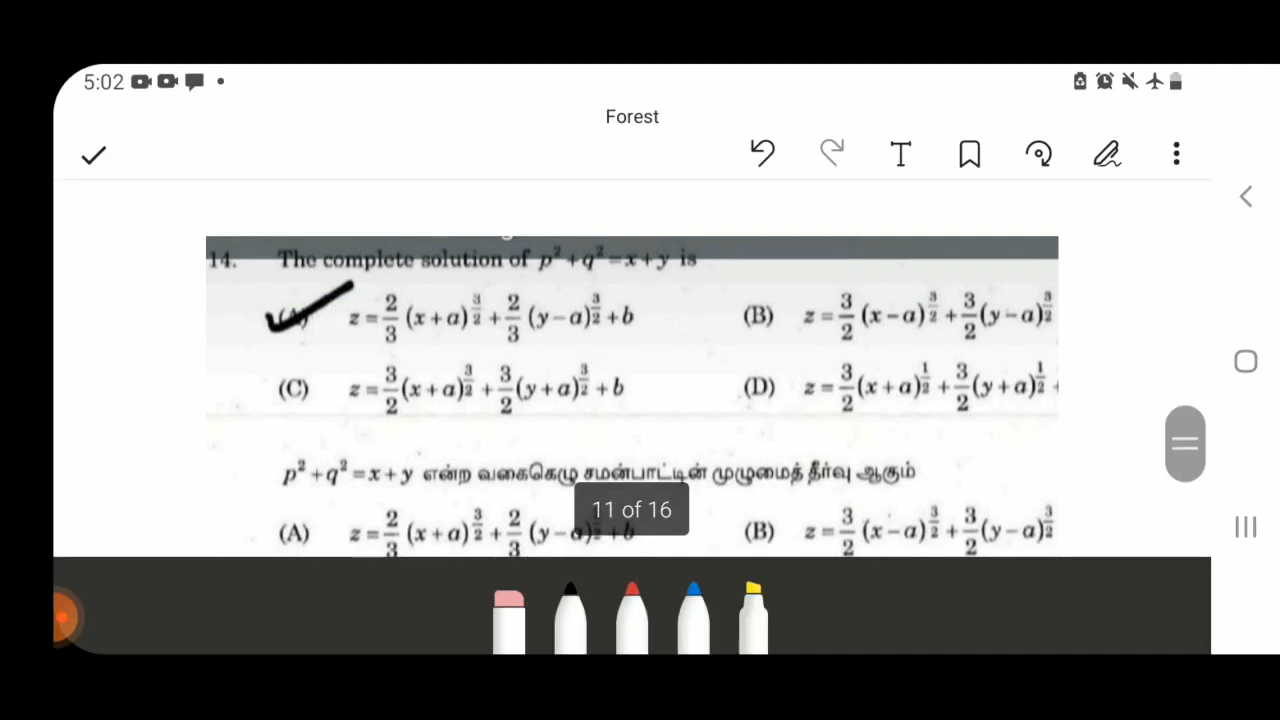 5:02
Forest
14. The complete solution of p² + q² = x + y is
(A) z = 2/3 (x + a)^3/2 + 2/3 (y − a)^3/2 + b (B) z = 3/2 (x − a)^3/2 + 3/2 (y − a)^3/2
(C) z = 3/2 (x + a)^3/2 + 3/2 (y + a)^3/2 + b (D) z = 3/2 (x + a)^1/2 + 3/2 (y + a)^1/2
p² + q² = x + y என்ற வகைகெழு சமன்பாட்டின் முழுமைத் தீர்வு ஆகும்
11 of 16
(A) z = 2/3 (x + a)^3/2 + 2/3 (y − a)^3/2 + b (B) z = 3/2 (x − a)^3/2 + 3/2 (y − a)^3/2